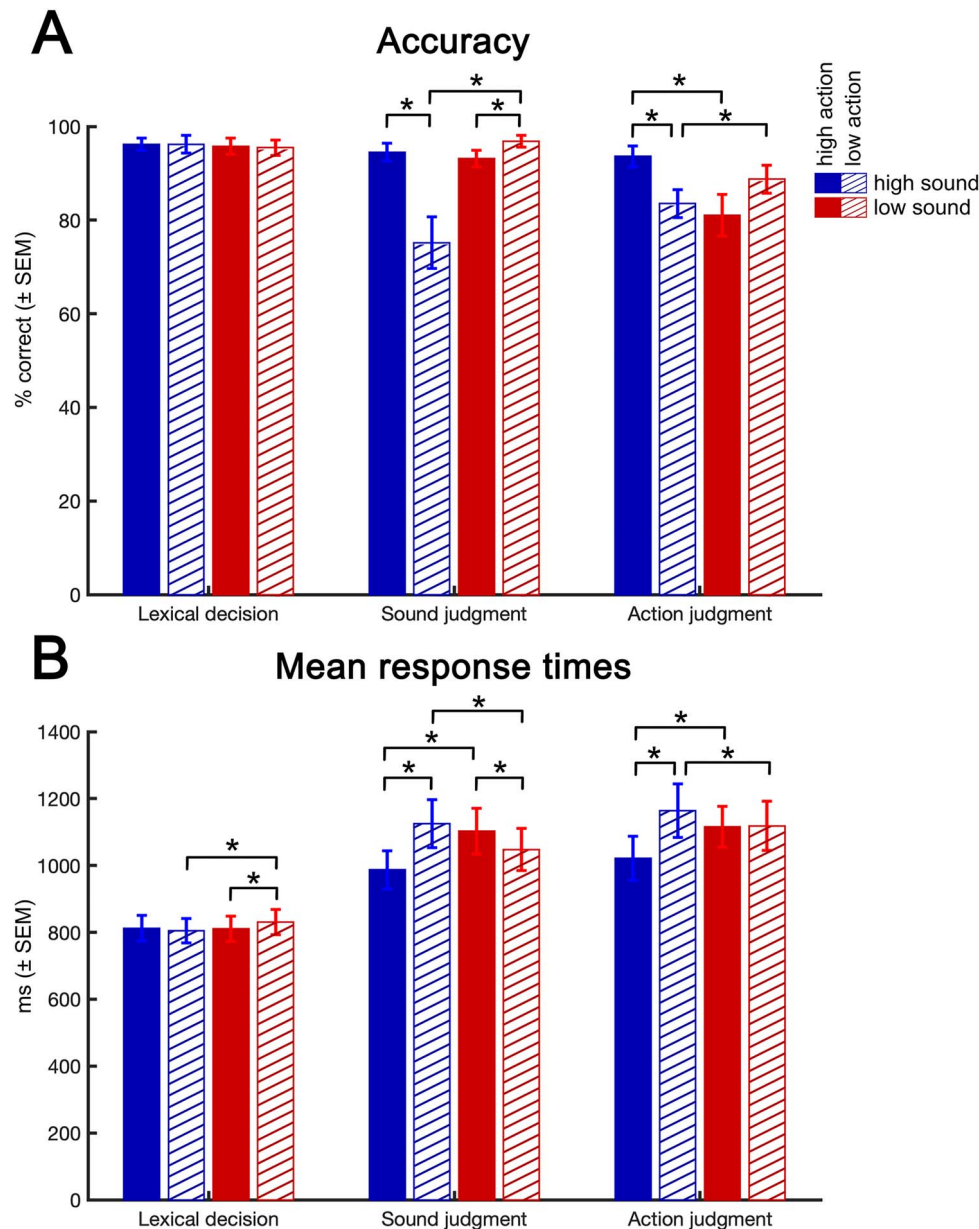 A
Accuracy
high action
low action
high sound
low sound
* * * *
* * * *
100
80
60
40
20
0
% correct (± SEM)
Lexical decision Sound judgment Action judgment
B
Mean response times
1400
1200
1000
800
600
400
200
0
ms (± SEM)
* * * * * * * * *
Lexical decision Sound judgment Action judgment